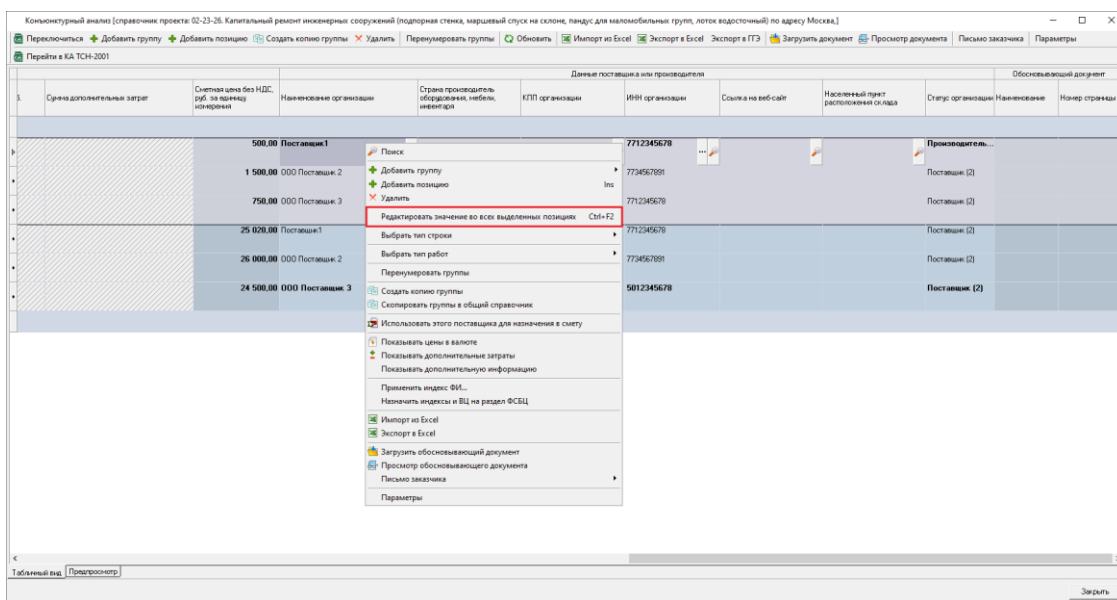 Конъюнктурный анализ [справочник проекта: 02-23-26. Капитальный ремонт инженерных сооружений (подпорная стенка, маршевый спуск на склоне, пандус для маломобильных групп, лоток водосточный) по адресу Москва,]
Переключиться Добавить группу Добавить позицию Создать копию группы Удалить Перенумеровать группы Обновить Импорт из Excel Экспорт в Excel Экспорт в ГГЭ Загрузить документ Просмотр документа Письмо заказчика Параметры
Перейти в КА ТСН-2001
Данные поставщика или производителя Обосновывающий документ
Сумма дополнительных затрат
Сметная цена без НДС, руб. за единицу измерения
Наименование организации
Страна производитель оборудования, мебели, инвентаря
КПП организации
ИНН организации
Ссылка на веб-сайт
Населенный пункт расположения склада
Статус организации
Наименование
Номер страницы
500,00 Поставщик1 7712345678 ... Производитель...
1 500,00 ООО Поставщик 2 7734567891 Поставщик (2)
750,00 ООО Поставщик 3 7712345678 Поставщик (2)
25 020,00 Поставщик1 7712345678 Поставщик (2)
26 000,00 ООО Поставщик 2 7734567891 Поставщик (2)
24 500,00 ООО Поставщик 3 5012345678 Поставщик (2)
Поиск
Добавить группу
Добавить позицию Ins
Удалить
Редактировать значение во всех выделенных позициях Ctrl+F2
Выбрать тип строки
Выбрать тип работ
Перенумеровать группы
Создать копию группы
Скопировать группы в общий справочник
Использовать этого поставщика для назначения в смету
Показывать цены в валюте
Показывать дополнительные затраты
Показывать дополнительную информацию
Применить индекс ФИ...
Назначить индексы и ВЦ на раздел ФСБЦ
Импорт из Excel
Экспорт в Excel
Загрузить обосновывающий документ
Просмотр обосновывающего документа
Письмо заказчика
Параметры
Табличный вид Предпросмотр
Закрыть